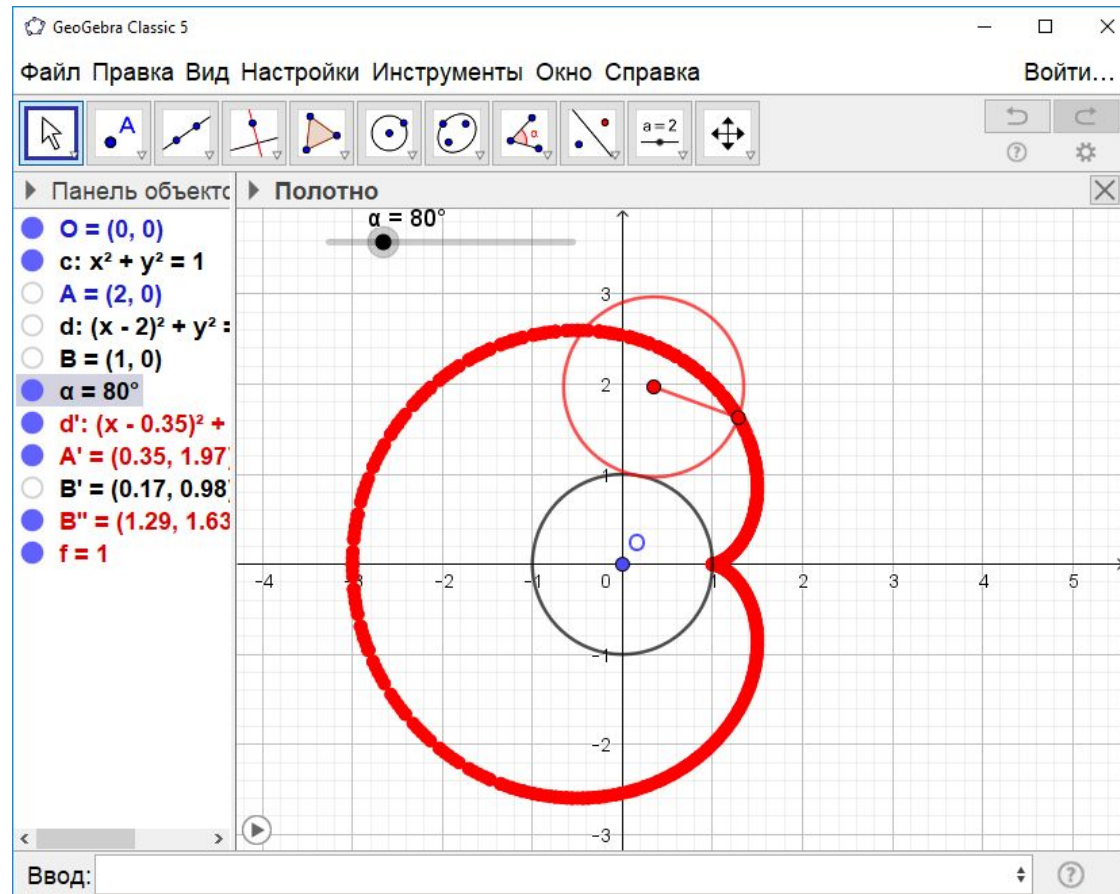 GeoGebra Classic 5
Файл Правка Вид Настройки Инструменты Окно Справка
Войти...
A
α
a = 2
Панель объекто
Полотно
O = (0, 0)
c: x² + y² = 1
A = (2, 0)
d: (x - 2)² + y² =
B = (1, 0)
α = 80°
d': (x - 0.35)² +
A' = (0.35, 1.97)
B' = (0.17, 0.98)
B'' = (1.29, 1.63
f = 1
α = 80°
3
2
1
O
-4
-3
-2
-1
0
1
2
3
4
5
-1
-2
-3
Ввод: